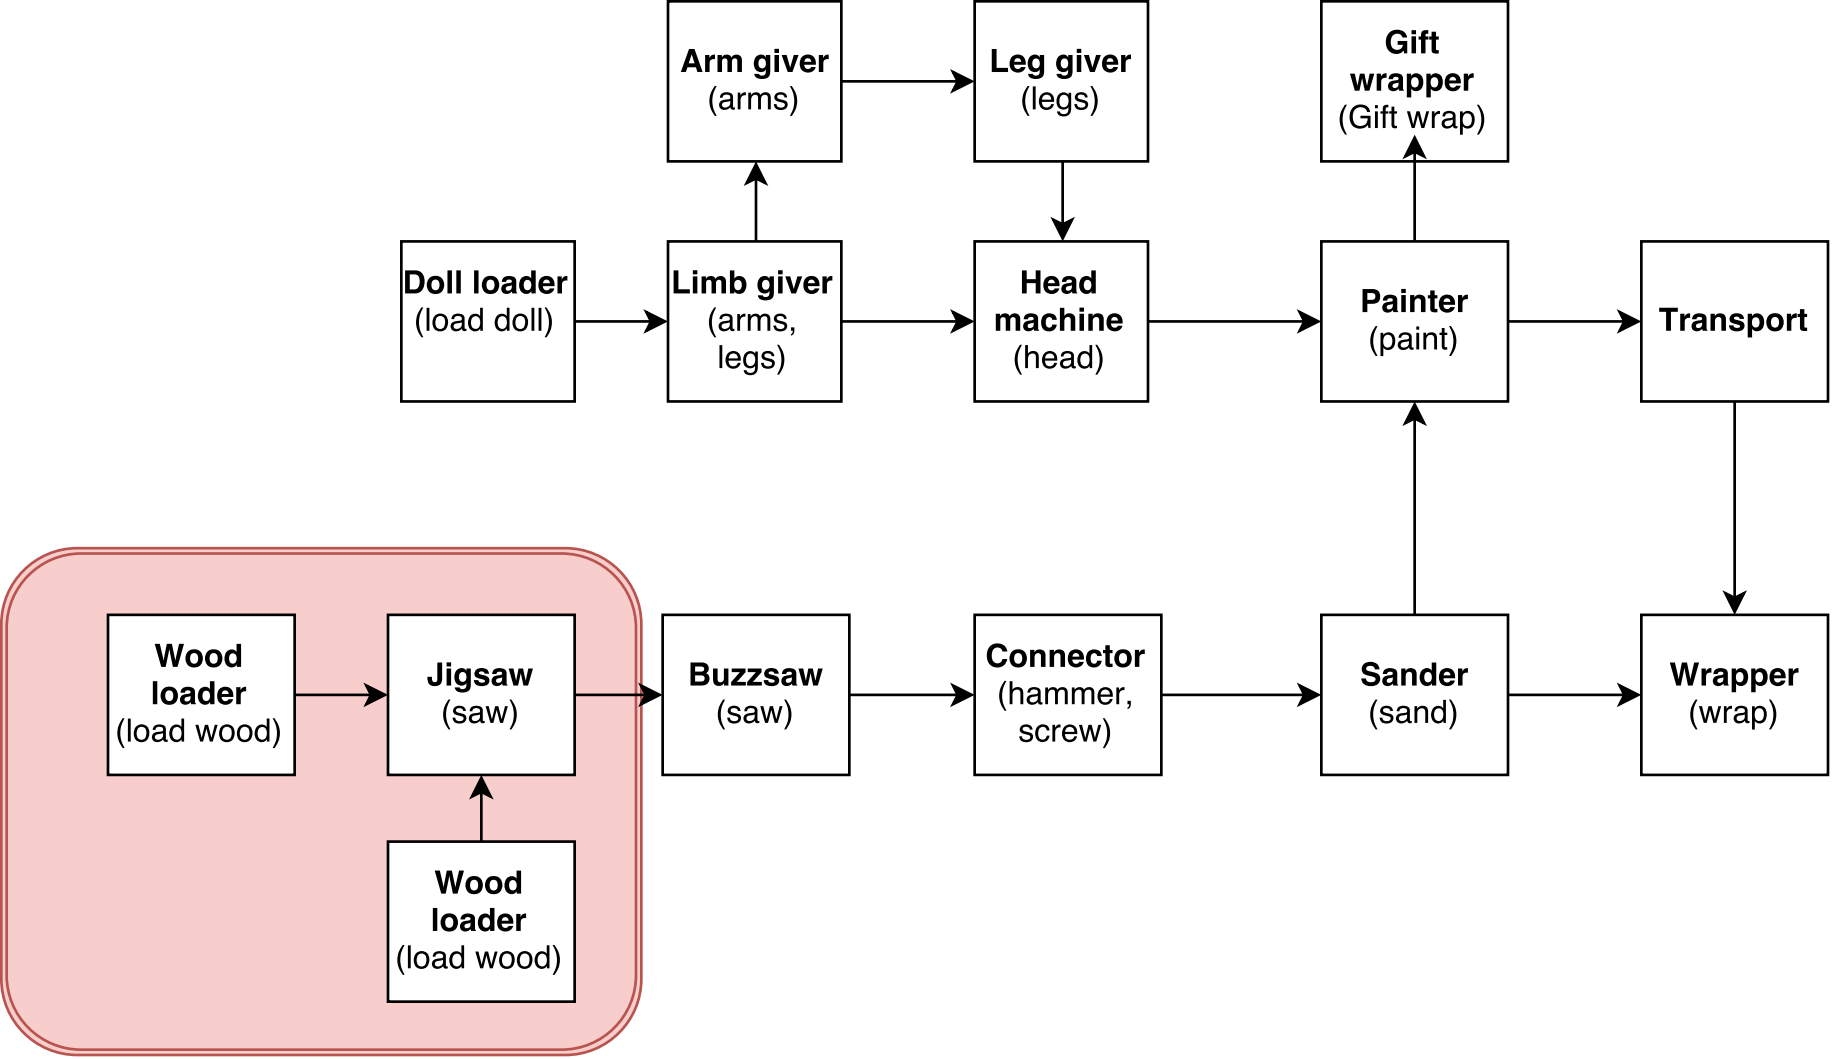 Arm giver
(arms)
Leg giver
(legs)
Gift
wrapper
(Gift wrap)
Doll loader
(load doll)
Limb giver
(arms,
legs)
Head
machine
(head)
Painter
(paint)
Transport
Wood
loader
(load wood)
Jigsaw
(saw)
Buzzsaw
(saw)
Connector
(hammer,
screw)
Sander
(sand)
Wrapper
(wrap)
Wood
loader
(load wood)